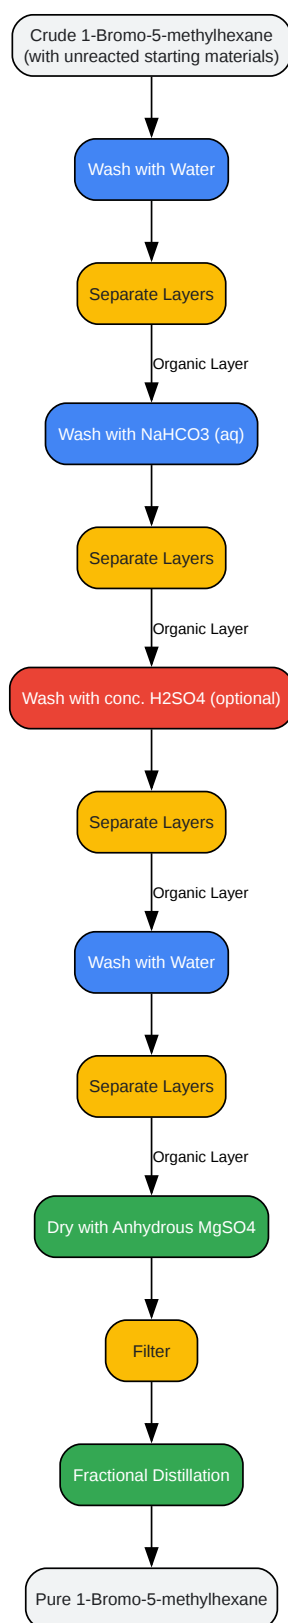 Crude 1-Bromo-5-methylhexane
(with unreacted starting materials)
Wash with Water
Separate Layers
Organic Layer
Wash with NaHCO3 (aq)
Separate Layers
Organic Layer
Wash with conc. H2SO4 (optional)
Separate Layers
Organic Layer
Wash with Water
Separate Layers
Organic Layer
Dry with Anhydrous MgSO4
Filter
Fractional Distillation
Pure 1-Bromo-5-methylhexane